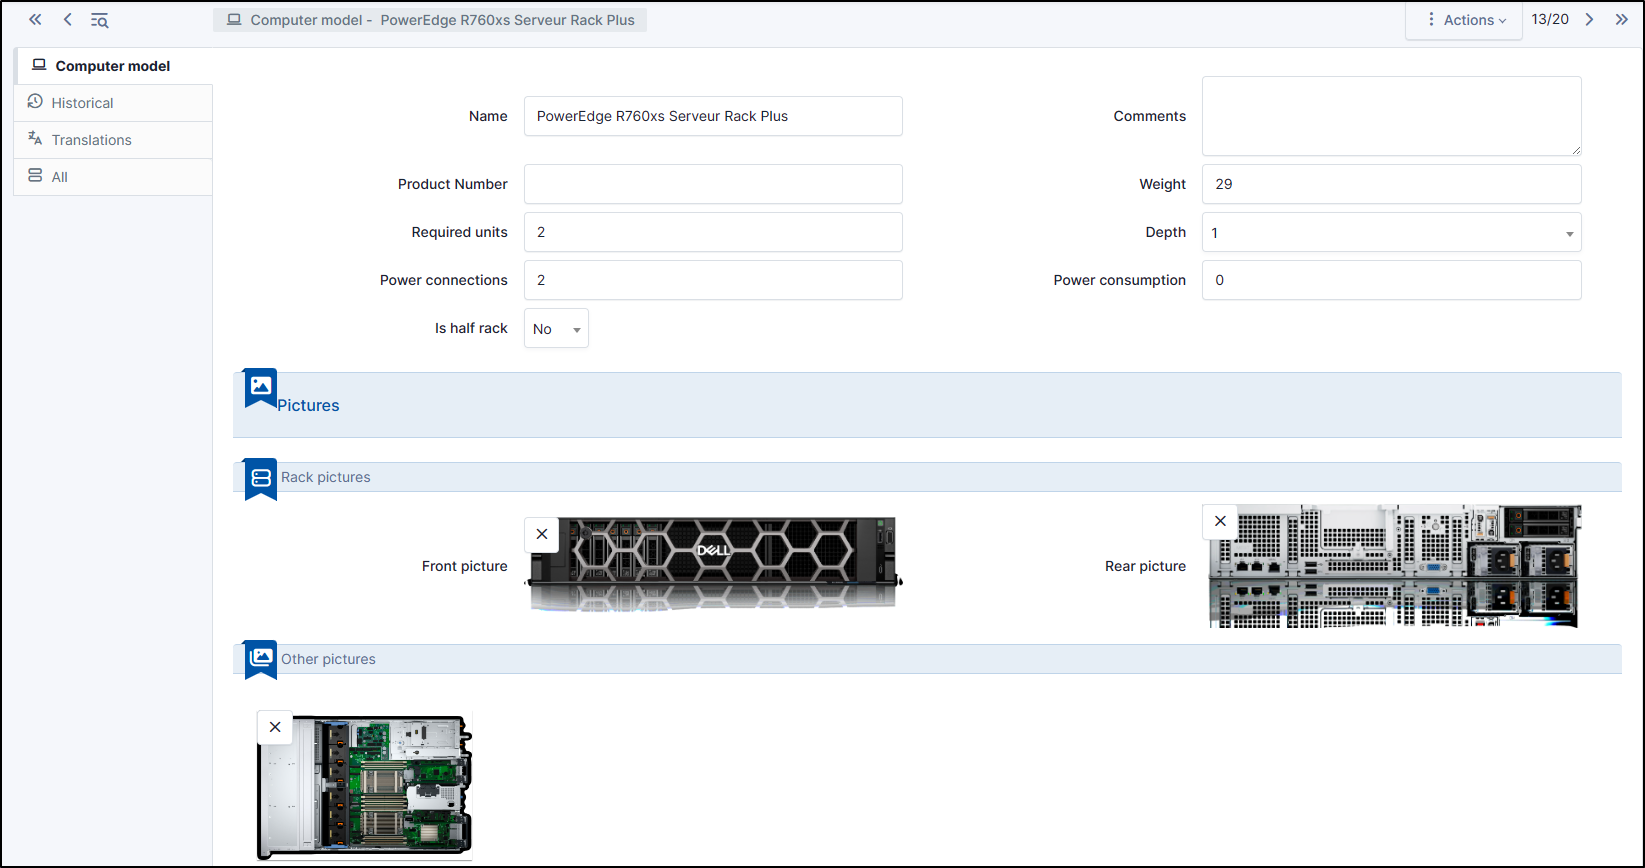 Computer model - PowerEdge R760xs Serveur Rack Plus
Actions
13/20
Computer model
Historical
Translations
All
Name
PowerEdge R760xs Serveur Rack Plus
Comments
Product Number
Weight
29
Required units
2
Depth
1
Power connections
2
Power consumption
0
Is half rack
No
Pictures
Rack pictures
Front picture
DELL
Rear picture
Other pictures